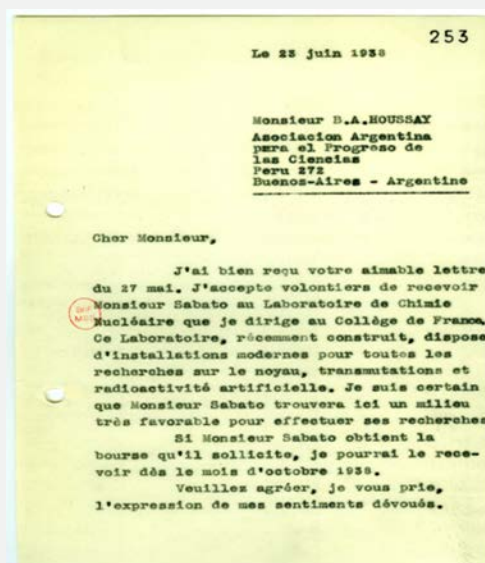 253
Le 23 juin 1938
Monsieur B.A.HOUSSAY
Asociacion Argentina
para el Progreso de
las Ciencias
Peru 272
Buenos-Aires - Argentine
Cher Monsieur,
J'ai bien reçu votre aimable lettre
du 27 mai. J'accepte volontiers de recevoir
Monsieur Sabato au Laboratoire de Chimie
Nucléaire que je dirige au Collège de France.
Ce Laboratoire, récemment construit, dispose
d'installations modernes pour toutes les
recherches sur le noyau, transmutations et
radioactivité artificielle. Je suis certain
que Monsieur Sabato trouvera ici un milieu
très favorable pour effectuer ses recherches
Si Monsieur Sabato obtient la
bourse qu'il sollicite, je pourrai le rece-
voir dès le mois d'octobre 1938.
Veuillez agréer, je vous prie,
l'expression de mes sentiments dévoués.